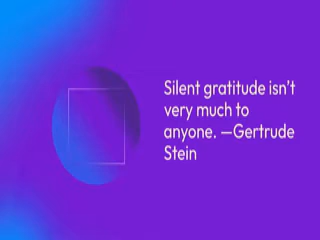 Silent gratitude isn't
very much to
anyone. —Gertrude
Stein